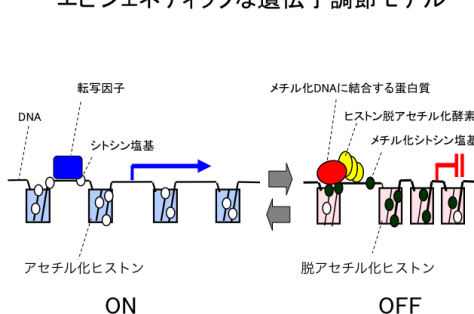 エピジェネティックな遺伝子調節モデル
転写因子
メチル化DNAに結合する蛋白質
DNA
ヒストン脱アセチル化酵素
シトシン塩基
メチル化シトシン塩基
アセチル化ヒストン
脱アセチル化ヒストン
ON
OFF